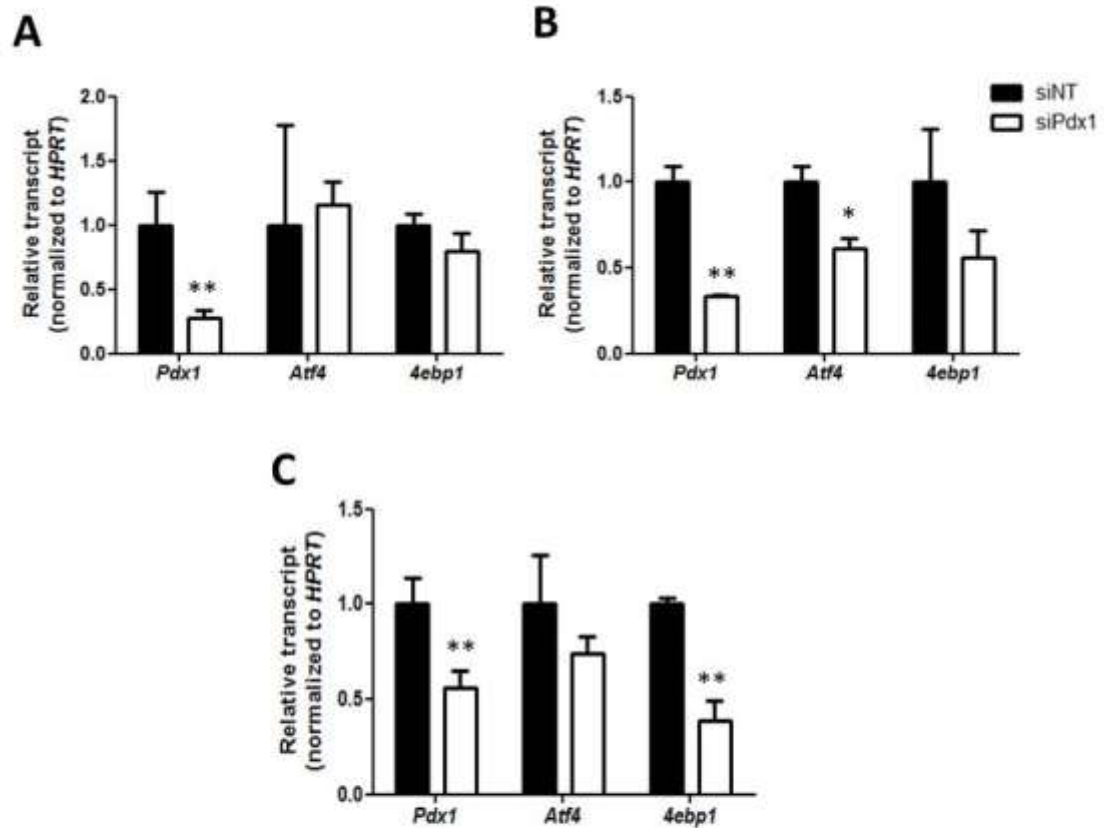 A
Relative transcript
(normalized to HPRT)
2.0
1.5
1.0
0.5
0.0
**
Pdx1 Atf4 4ebp1
B
Relative transcript
(normalized to HPRT)
1.5
1.0
0.5
0.0
**
*
Pdx1 Atf4 4ebp1
siNT
siPdx1
C
Relative transcript
(normalized to HPRT)
1.5
1.0
0.5
0.0
**
**
Pdx1 Atf4 4ebp1